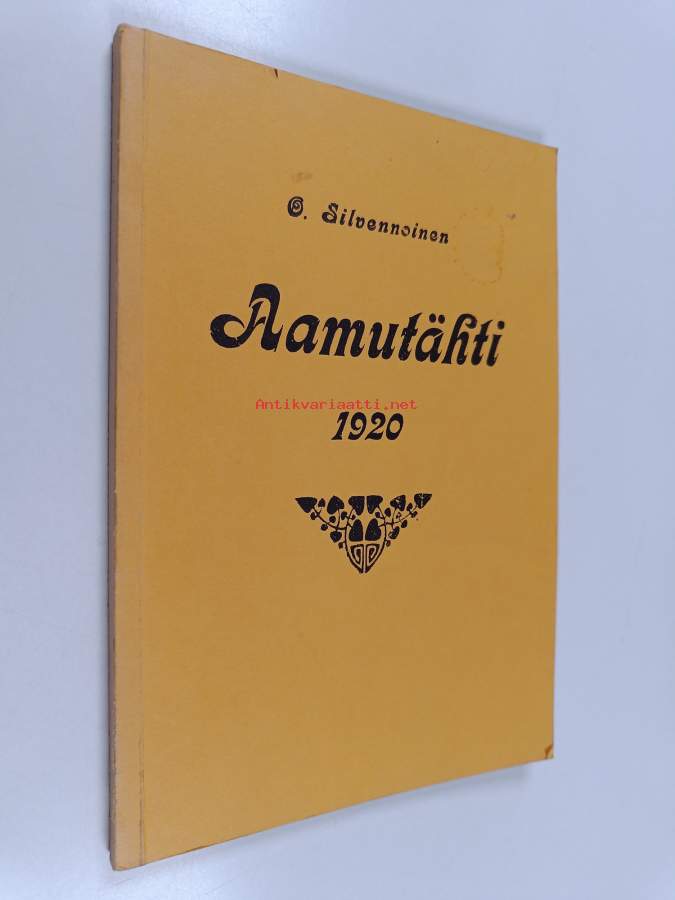 O. Silvennoinen
Aamutähti
Antikvariaatti.net
1920